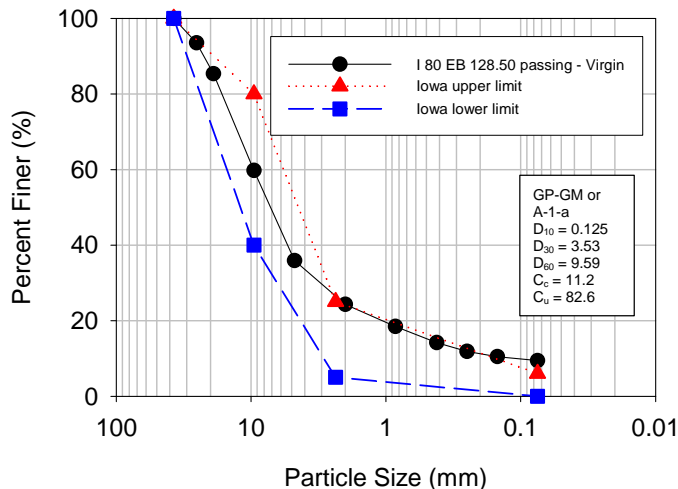 100
80
60
40
20
0
Percent Finer (%)
I 80 EB 128.50 passing - Virgin
Iowa upper limit
Iowa lower limit
GP-GM or
A-1-a
D₁₀ = 0.125
D₃₀ = 3.53
D₆₀ = 9.59
C꜀ = 11.2
Cᵤ = 82.6
100 10 1 0.1 0.01
Particle Size (mm)